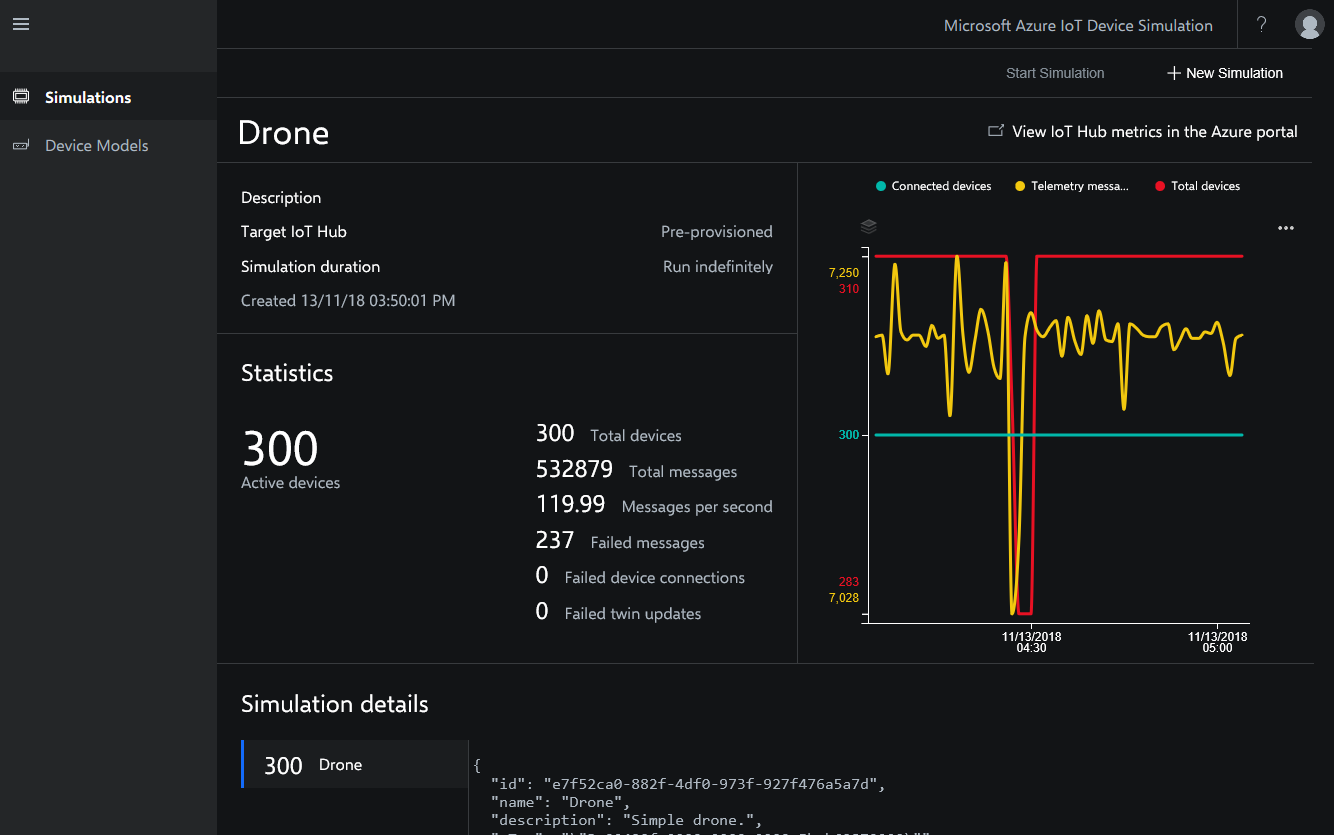 Microsoft Azure IoT Device Simulation
?
Start Simulation
+ New Simulation
Simulations
Device Models
Drone
View IoT Hub metrics in the Azure portal
Description
Target IoT Hub Pre-provisioned
Simulation duration Run indefinitely
Created 13/11/18 03:50:01 PM
Statistics
300
Active devices
300 Total devices
532879 Total messages
119.99 Messages per second
237 Failed messages
0 Failed device connections
0 Failed twin updates
Connected devices
Telemetry messa...
Total devices
7,250
310
300
283
7,028
11/13/2018
04:30
11/13/2018
05:00
Simulation details
300 Drone
{
"id": "e7f52ca0-882f-4df0-973f-927f476a5a7d",
"name": "Drone",
"description": "Simple drone.",